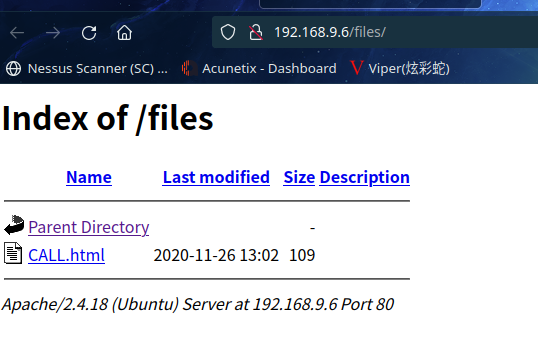 192.168.9.6/files/
Nessus Scanner (SC) ... Acunetix - Dashboard Viper(炫彩蛇)
Index of /files
Name Last modified Size Description
Parent Directory -
CALL.html 2020-11-26 13:02 109
Apache/2.4.18 (Ubuntu) Server at 192.168.9.6 Port 80